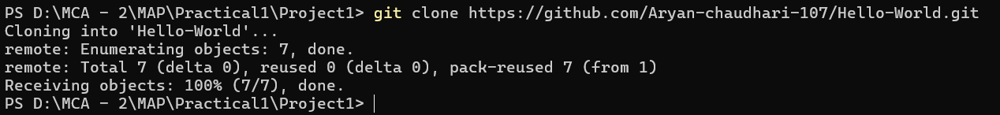 PS D:\MCA - 2\MAP\Practical1\Project1> git clone https://github.com/Aryan-chaudhari-107/Hello-World.git
Cloning into 'Hello-World'...
remote: Enumerating objects: 7, done.
remote: Total 7 (delta 0), reused 0 (delta 0), pack-reused 7 (from 1)
Receiving objects: 100% (7/7), done.
PS D:\MCA - 2\MAP\Practical1\Project1>